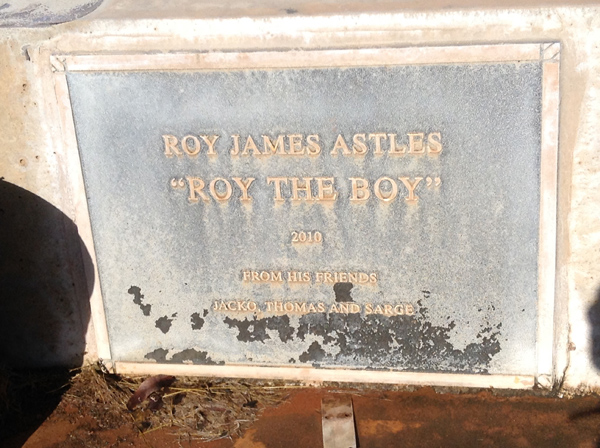 ROY JAMES ASTLES
“ROY THE BOY”
2010
FROM HIS FRIENDS
JACKO, THOMAS AND SARGE